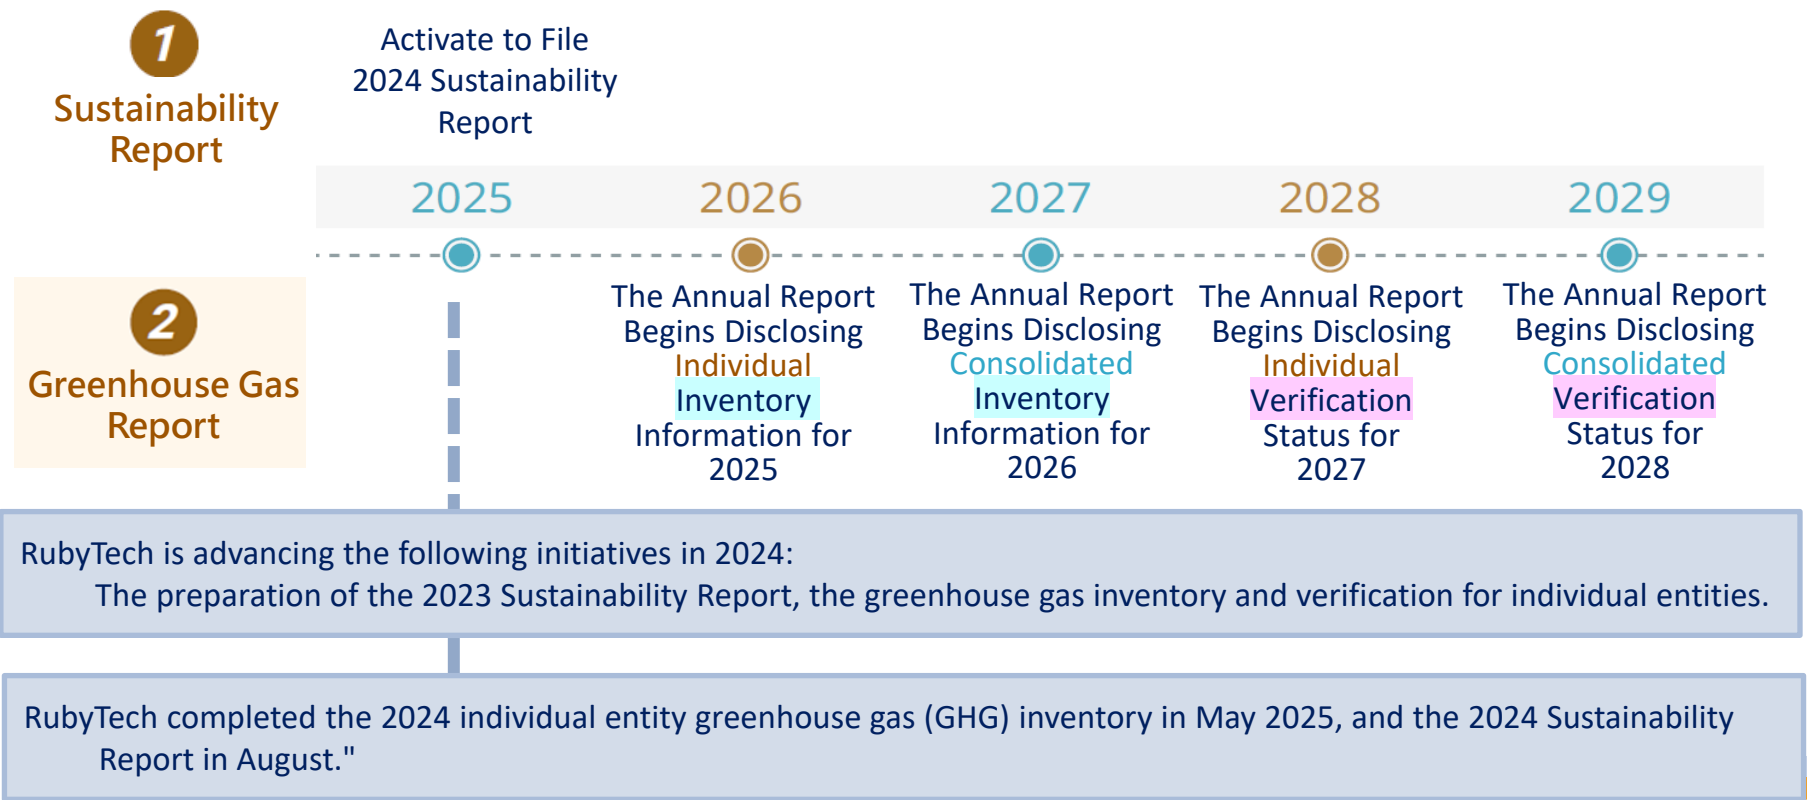 1
Sustainability
Report
Activate to File
2024 Sustainability
Report
2025
2026
2027
2028
2029
2
Greenhouse Gas
Report
The Annual Report
Begins Disclosing
Individual
Inventory
Information for
2025
The Annual Report
Begins Disclosing
Consolidated
Inventory
Information for
2026
The Annual Report
Begins Disclosing
Individual
Verification
Status for
2027
The Annual Report
Begins Disclosing
Consolidated
Verification
Status for
2028
RubyTech is advancing the following initiatives in 2024:
The preparation of the 2023 Sustainability Report, the greenhouse gas inventory and verification for individual entities.
RubyTech completed the 2024 individual entity greenhouse gas (GHG) inventory in May 2025, and the 2024 Sustainability
Report in August."